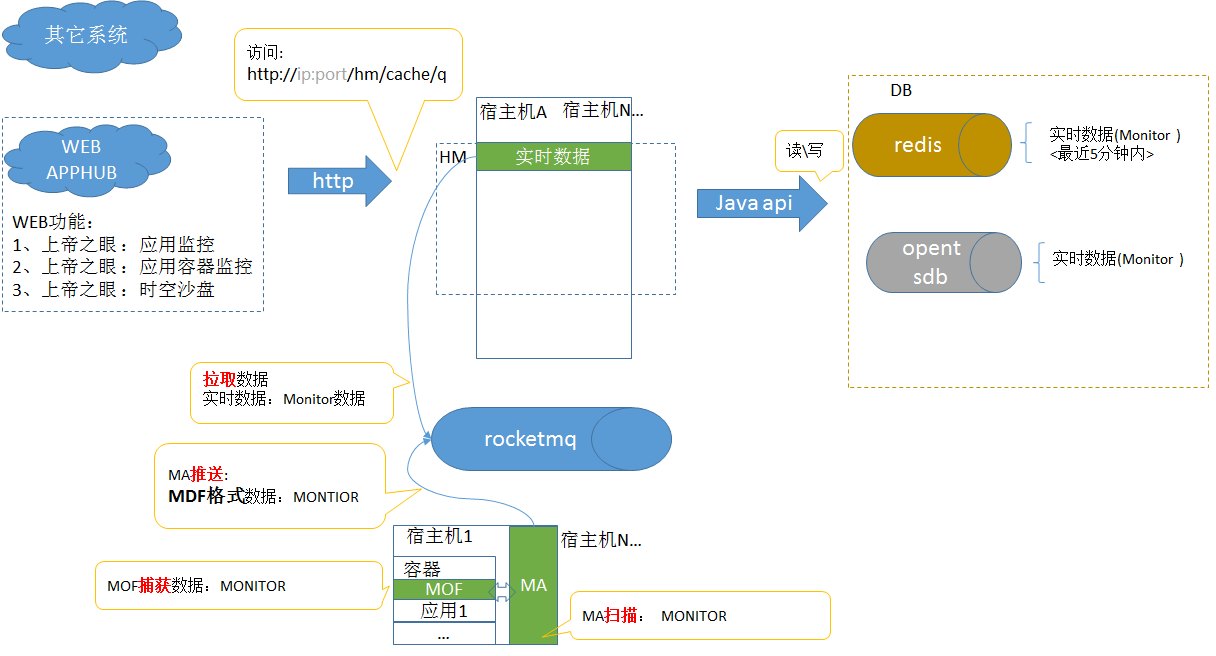 其它系统
访问:
http://ip:port/hm/cache/q
WEB
APPHUB
WEB功能：
1、上帝之眼：应用监控
2、上帝之眼：应用容器监控
3、上帝之眼：时空沙盘
http
宿主机A
宿主机N...
HM
实时数据
读\写
Java api
DB
redis
实时数据(Monitor )
<最近5分钟内>
opent
sdb
实时数据(Monitor )
拉取数据
实时数据：Monitor数据
rocketmq
MA推送:
MDF格式数据：MONTIOR
宿主机1
宿主机N...
容器
MOF
应用1
...
MA
MOF捕获数据：MONITOR
MA扫描： MONITOR